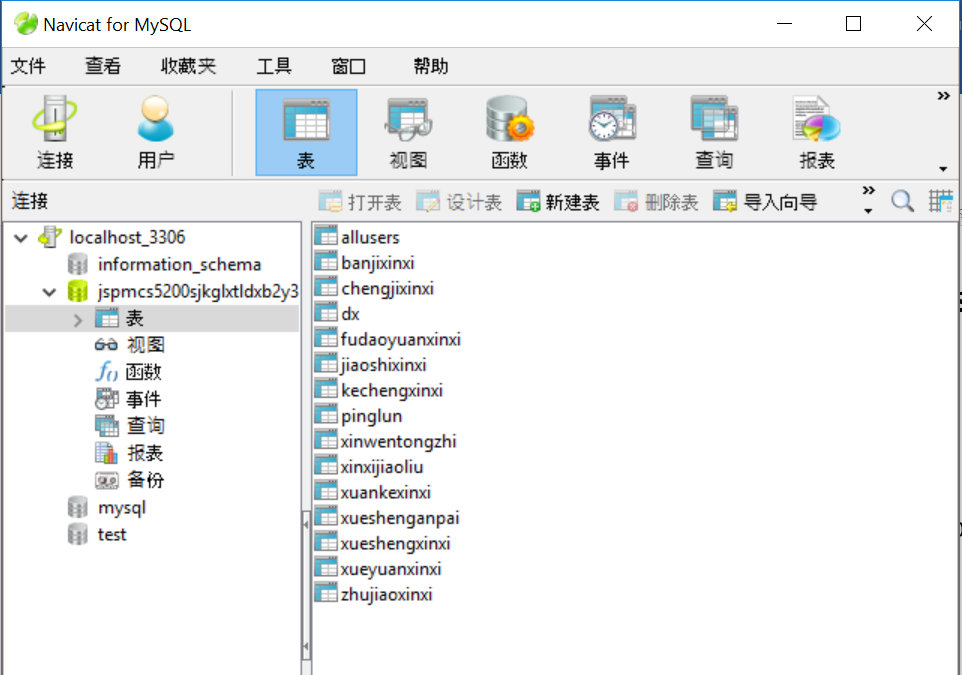 Navicat for MySQL
文件 查看 收藏夹 工具 窗口 帮助
连接 用户 表 视图 函数 事件 查询 报表
连接 打开表 设计表 新建表 删除表 导入向导
localhost_3306
information_schema
jspmcs5200sjkglxtldxb2y3
表
视图
函数
事件
查询
报表
备份
mysql
test
allusers
banjixinxi
chengjixinxi
dx
fudaoyuanxinxi
jiaoshixinxi
kechengxinxi
pinglun
xinwentongzhi
xinxijiaoliu
xuankexinxi
xueshenganpai
xueshengxinxi
xueyuanxinxi
zhujiaoxinxi